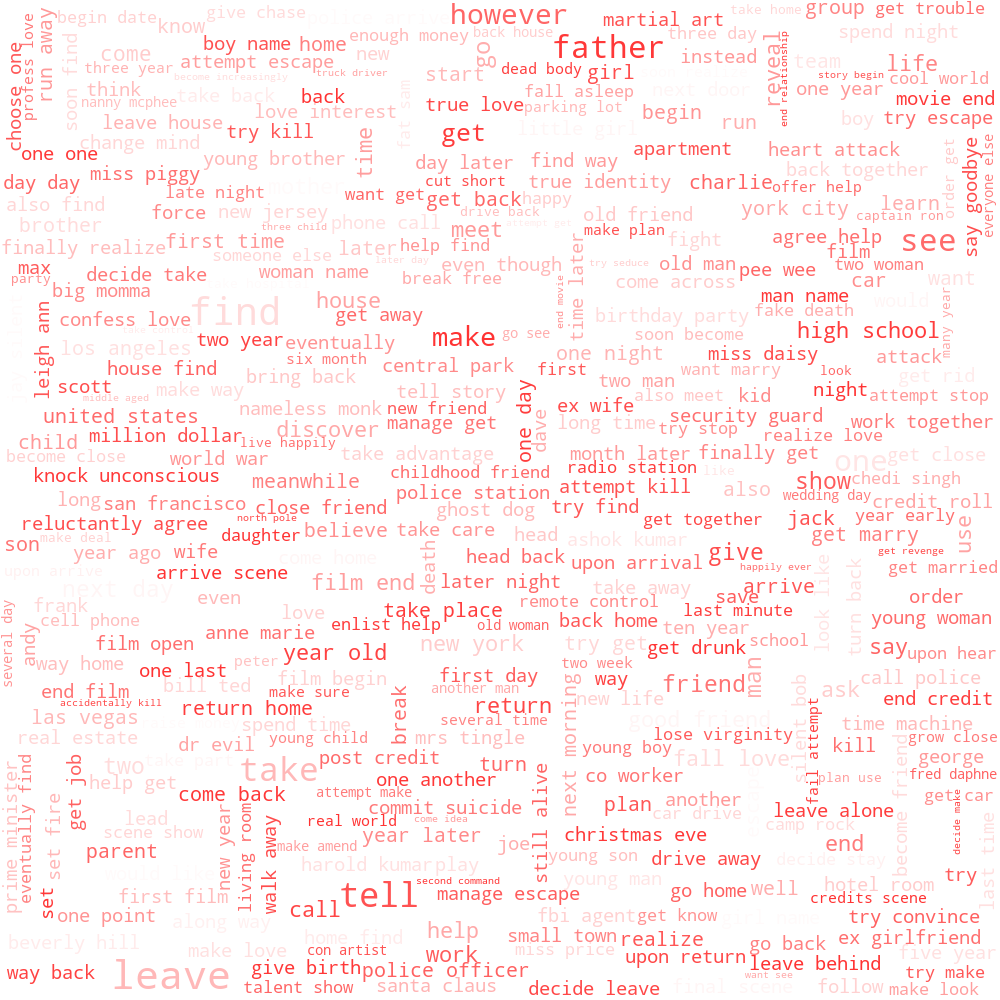 begin date
give chase
police arrive
however
take home
group
get trouble
know
martial art
spend night
profess love
run away
soon find
come
boy name
home
enough money
back house
go
father
three day
instead
reveal
end relationship
team
life
choose one
three year
attempt escape
new
dead body
girl
story begin
cool world
become increasingly
truck driver
start
think
nanny mcphee
take back
back
fall asleep
next door
one year
movie end
leave house
love interest
fat sam
true love
parking lot
begin
run
boy
try escape
change mind
try kill
time
get
little girl
one one
young brother
apartment
heart attack
day later
find way
back together
order get
say goodbye
everyone else
day day
miss piggy
late night
mother
want get
cut short
true identity
charlie
offer help
also find
force
new jersey
get back
happy
old friend
york city
learn
brother
three child
phone call
drive back
attempt get
meet
make plan
captain ron
finally realize
first time
someone else
later
help find
time later
fight
agree help
film
see
max
party
decide take
woman name
later day
break free
even though
try seduce
old man
pee wee
two woman
big momma
come across
car
want
find
house
end movie
man name
would
confess love
get away
birthday party
fake death
leigh ann
los angeles
two year
eventually
make
go see
soon become
high school
many year
house find
six month
central park
one night
miss daisy
attack
scott
bring back
first
want marry
look
get rid
middle aged
make way
tell story
one day
two man
also meet
kid
night
attempt stop
united states
nameless monk
new friend
ex wife
security guard
child
million dollar
discover
manage get
dave
long time
try stop
work together
live happily
realize love
become close
world war
take advantage
month later
finally get
one
get close
knock unconscious
meanwhile
childhood friend
radio station
like
show
chedi singh
long
san francisco
close friend
police station
attempt kill
also
wedding day
credit roll
ghost dog
try find
reluctantly agree
north pole
believe
take care
get together
jack
year early
use
make deal
daughter
head
ashok kumar
get marry
son
year ago
wife
come home
death
head back
upon arrival
give
get revenge
upon arrive
arrive scene
happily ever
get married
next day
film end
later night
take away
save
arrive
look like
turn back
order
several day
frank
even
love
take place
remote control
last minute
cell phone
anne marie
enlist help
old woman
back home
ten year
young woman
andy
film open
year old
new york
try get
get drunk
school
say
upon hear
way home
one last
peter
film begin
first day
two week
way
friend
man
call police
end film
bill ted
make sure
another man
next morning
new life
ask
end credit
accidentally kill
return home
break
return
silent bob
las vegas
spend time
several time
good friend
fail attempt
time machine
real estate
dr evil
young child
mrs tingle
lose virginity
kill
grow close
post credit
young boy
fall love
george
two
take part
take
turn
co worker
plan use
fred daphne
prime minister
eventually find
get job
help get
one another
still alive
become friend
come back
attempt make
plan
another
get car
set fire
commit suicide
car drive
leave alone
decide make
last time
lead
real world
come idea
scene show
new year
living room
walk away
make amend
year later
christmas eve
camp rock
joe
end
parent
harold kumar
play
young son
drive away
decide stay
would like
second command
young man
hotel room
try
set
first film
tell
manage escape
go home
well
credits scene
one point
call
fbi agent
get know
try convince
along way
help
beverly hill
home find
small town
realize
ex girlfriend
make love
con artist
work
miss price
go back
five year
way back
leave
give birth
police officer
upon return
leave behind
want see
try make
talent show
santa claus
decide leave
final scene
follow
make look